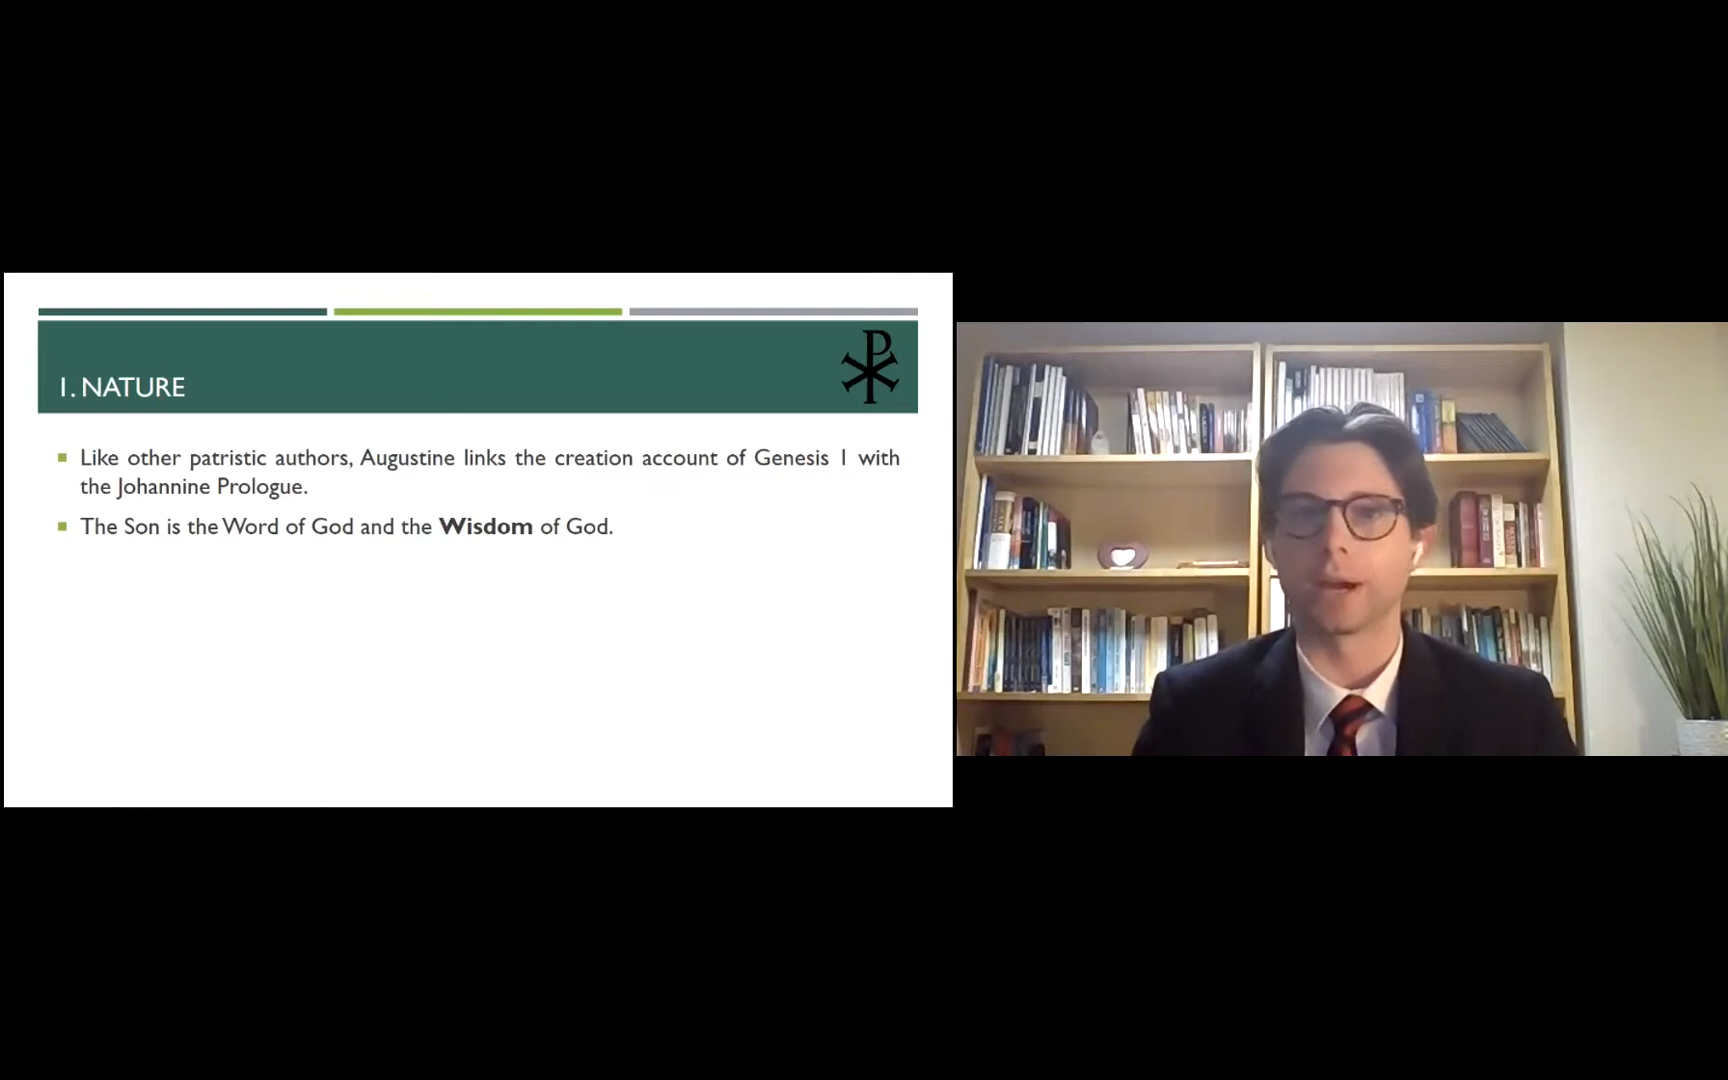 1. NATURE
Like other patristic authors, Augustine links the creation account of Genesis 1 with
the Johannine Prologue.
The Son is the Word of God and the Wisdom of God.